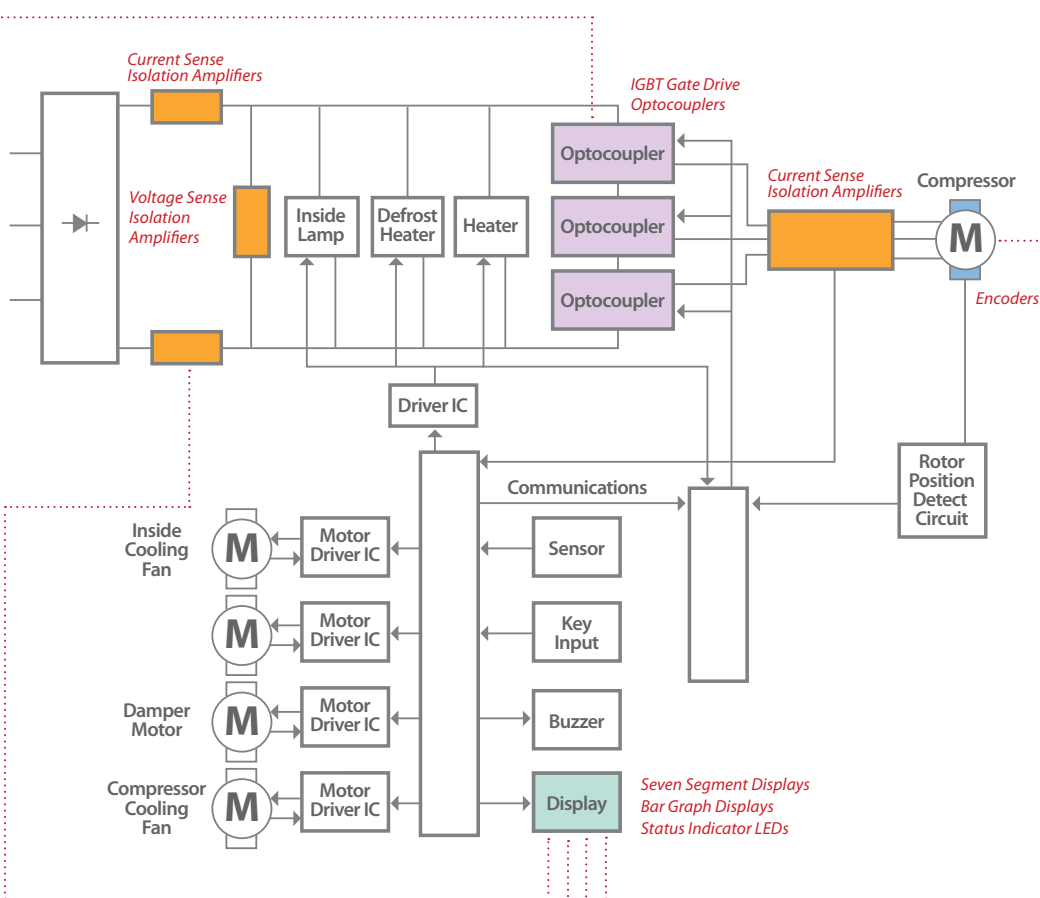 Current Sense
Isolation Amplifiers
IGBT Gate Drive
Optocouplers
Optocoupler
Voltage Sense
Isolation
Amplifiers
Inside
Lamp
Defrost
Heater
Heater
Optocoupler
Optocoupler
Current Sense
Isolation Amplifiers
Compressor
M
Encoders
Driver IC
Communications
Rotor
Position
Detect
Circuit
Inside
Cooling
Fan
M
Motor
Driver IC
Sensor
M
Motor
Driver IC
Key
Input
Damper
Motor
M
Motor
Driver IC
Buzzer
Compressor
Cooling
Fan
M
Motor
Driver IC
Display
Seven Segment Displays
Bar Graph Displays
Status Indicator LEDs